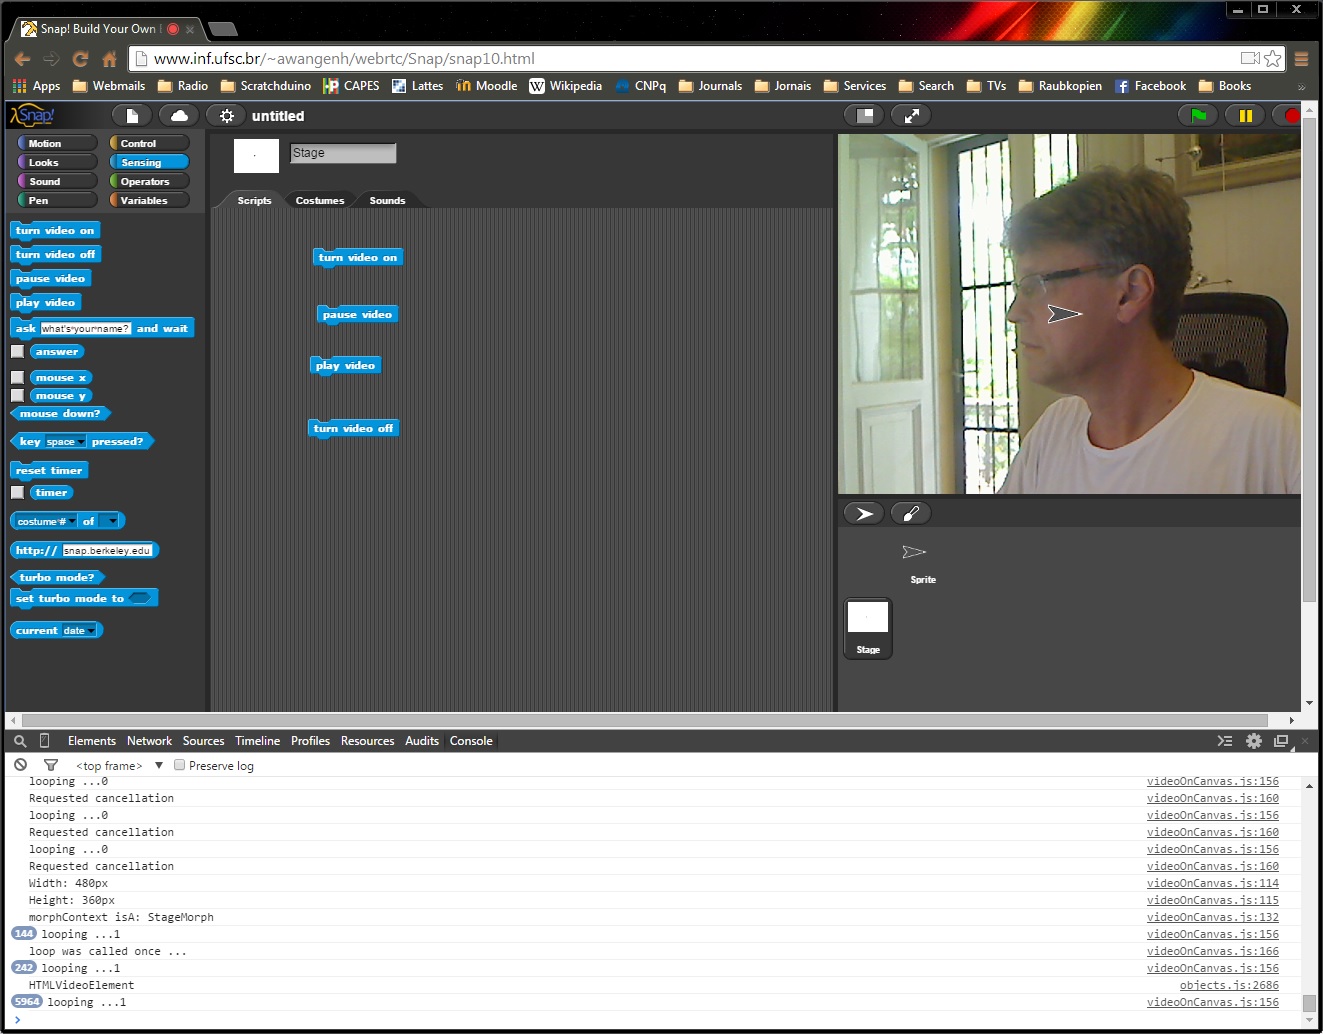 Snap! Build Your Own
www.inf.ufsc.br/~awangenh/webrtc/Snap/snap10.html
Apps Webmails Radio Scratchduino CAPES Lattes Moodle Wikipedia CNPq Journals Jornais Services Search TVs Raubkopien Facebook Books »
Snap! untitled
Motion Control
Looks Sensing
Sound Operators
Pen Variables
Stage
Scripts Costumes Sounds
turn video on
turn video off
pause video
play video
ask what's your name? and wait
answer
mouse x
mouse y
mouse down?
key space pressed?
reset timer
timer
costume # of
http:// snap.berkeley.edu
turbo mode?
set turbo mode to
current date
turn video on
pause video
play video
turn video off
Sprite
Stage
Elements Network Sources Timeline Profiles Resources Audits Console
<top frame> Preserve log
looping ...0 videoOnCanvas.js:156
Requested cancellation videoOnCanvas.js:160
looping ...0 videoOnCanvas.js:156
Requested cancellation videoOnCanvas.js:160
looping ...0 videoOnCanvas.js:156
Requested cancellation videoOnCanvas.js:160
Width: 480px videoOnCanvas.js:114
Height: 360px videoOnCanvas.js:115
morphContext isA: StageMorph videoOnCanvas.js:132
144 looping ...1 videoOnCanvas.js:156
loop was called once ... videoOnCanvas.js:166
242 looping ...1 videoOnCanvas.js:156
HTMLVideoElement objects.js:2686
5964 looping ...1 videoOnCanvas.js:156
>